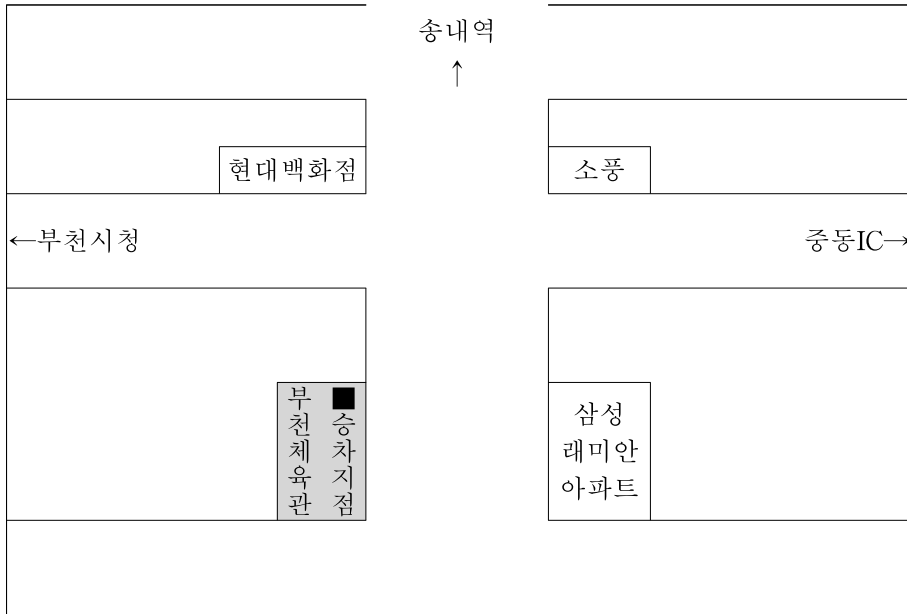 송내역
↑
현대백화점
소풍
←부천시청
중동IC→
부천체육관
■승차지점
삼성
래미안
아파트